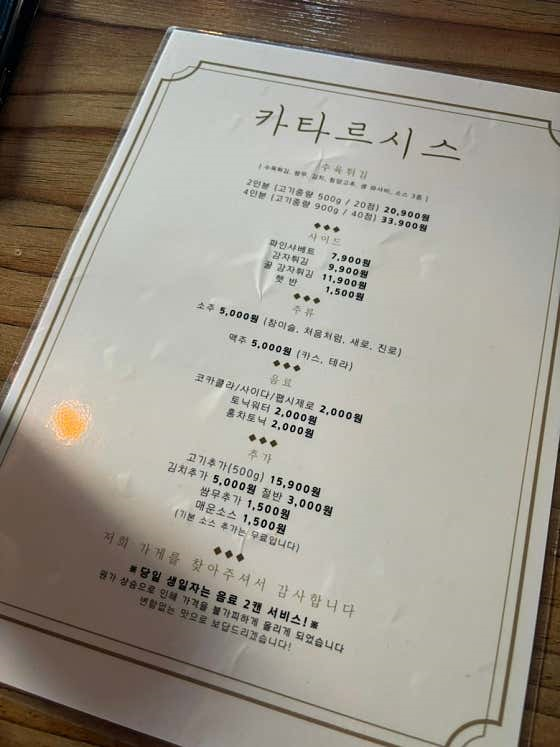 카타르시스
수육튀김
( 수육튀김, 쌈무, 김치, 청양고추, 생 와사비, 소스 3종 )
2인분 (고기중량 500g / 20점) 20,900원
4인분 (고기중량 900g / 40점) 33,900원
사이드
파인샤베트 7,900원
감자튀김 9,900원
꿀 감자튀김 11,900원
햇 반 1,500원
주류
소주 5,000원 (참이슬, 처음처럼, 새로, 진로)
맥주 5,000원 (카스, 테라)
음료
코카콜라/사이다/펩시제로 2,000원
토닉워터 2,000원
홍차토닉 2,000원
추가
고기추가(500g) 15,900원
김치추가 5,000원 절반 3,000원
쌈무추가 1,500원
매운소스 1,500원
(기본 소스 추가는 무료입니다)
저희 가게를 찾아주셔서 감사합니다
※ 당일 생일자는 음료 2캔 서비스! ※
원가 상승으로 인해 가격을 불가피하게 올리게 되었습니다
변함없는 맛으로 보답드리겠습니다!